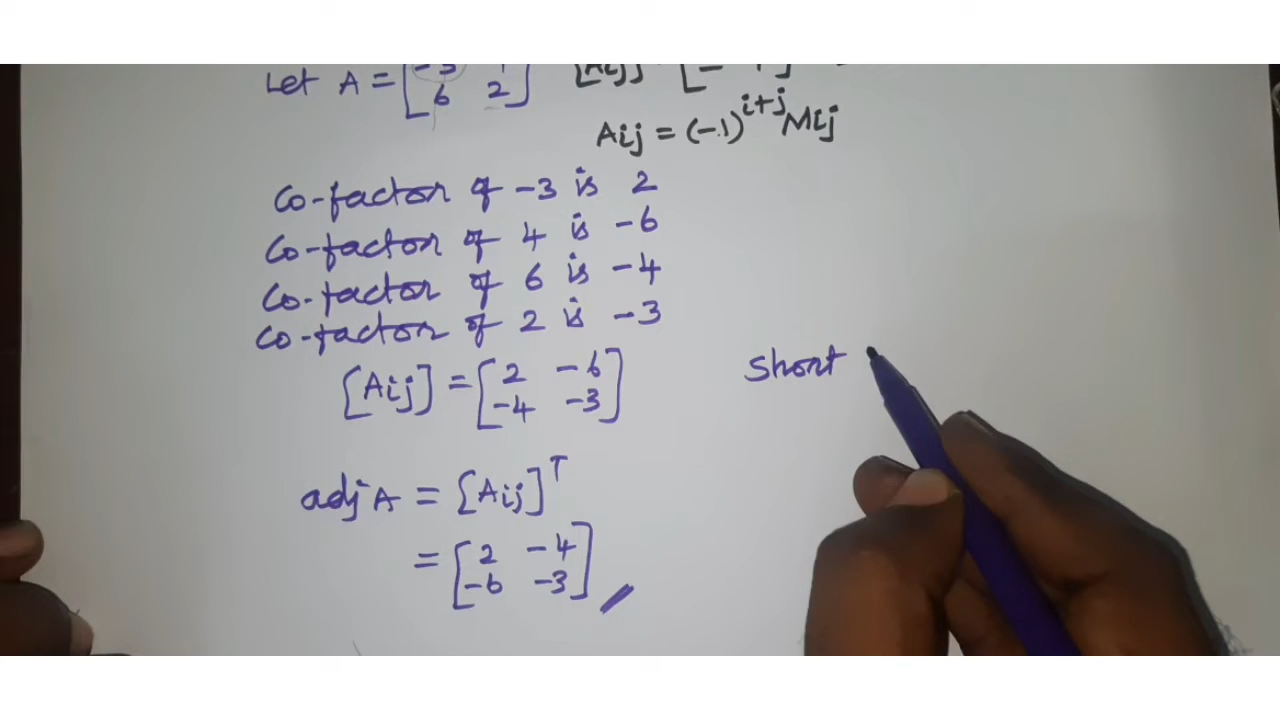 Let A = [
6 2]
Aij = (-1)^i+j Mij
Co-factor of -3 is 2
Co-factor of 4 is -6
Co-factor of 6 is -4
Co-factor of 2 is -3
[Aij] = [2 -6
-4 -3]
Short
adj A = [Aij]^T
= [2 -4
-6 -3]